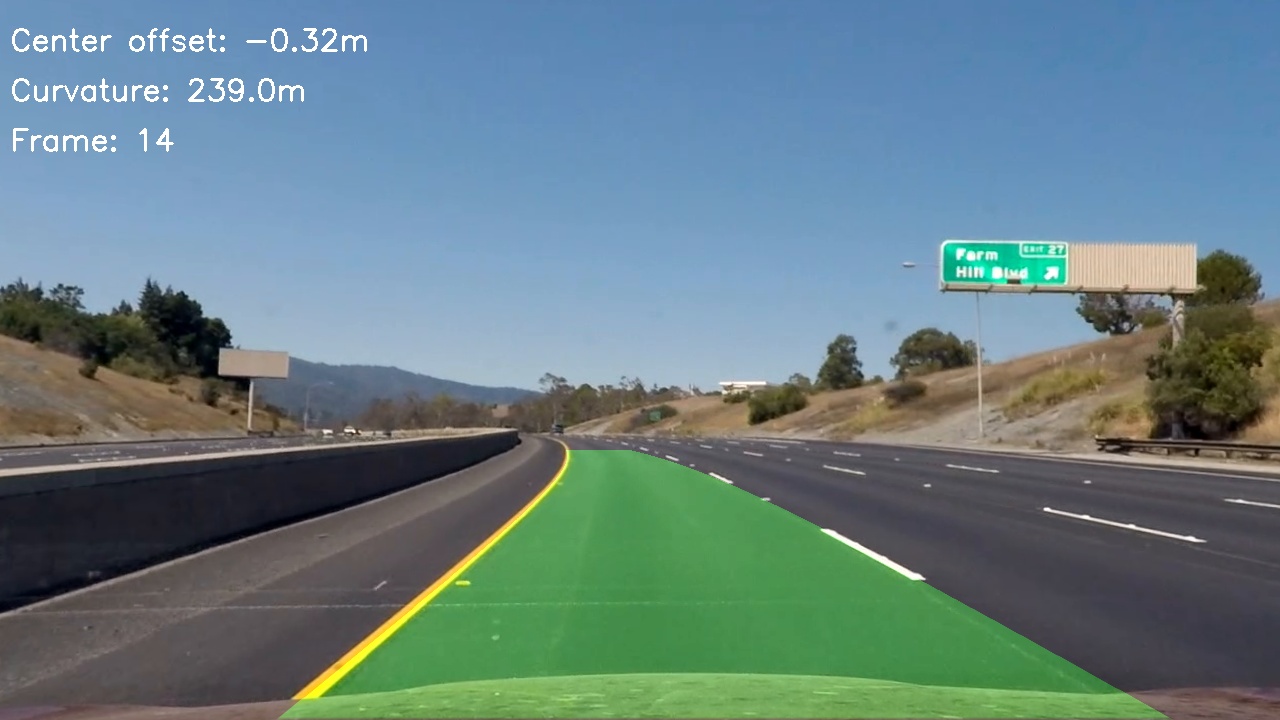 Center offset: −0.32m
Curvature: 239.0m
Frame: 14
EXIT 27
Farm
Hill Blvd